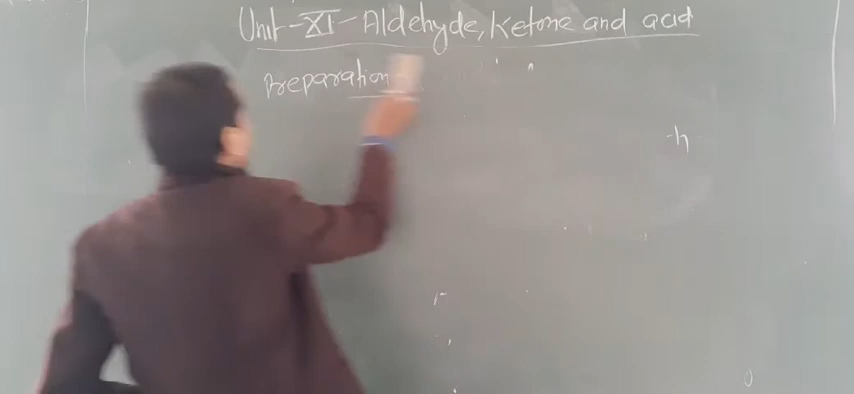 Unit-XI-Aldehyde, Ketone and acid
Preparation